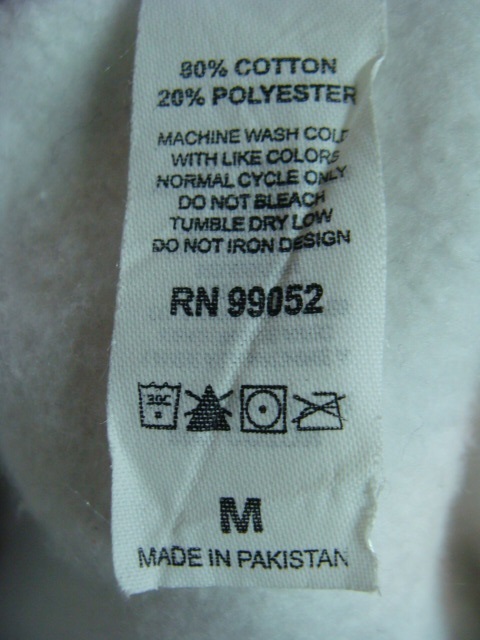 80% COTTON
20% POLYESTER
MACHINE WASH COLD
WITH LIKE COLORS
NORMAL CYCLE ONLY
DO NOT BLEACH
TUMBLE DRY LOW
DO NOT IRON DESIGN
RN 99052
30C
M
MADE IN PAKISTAN